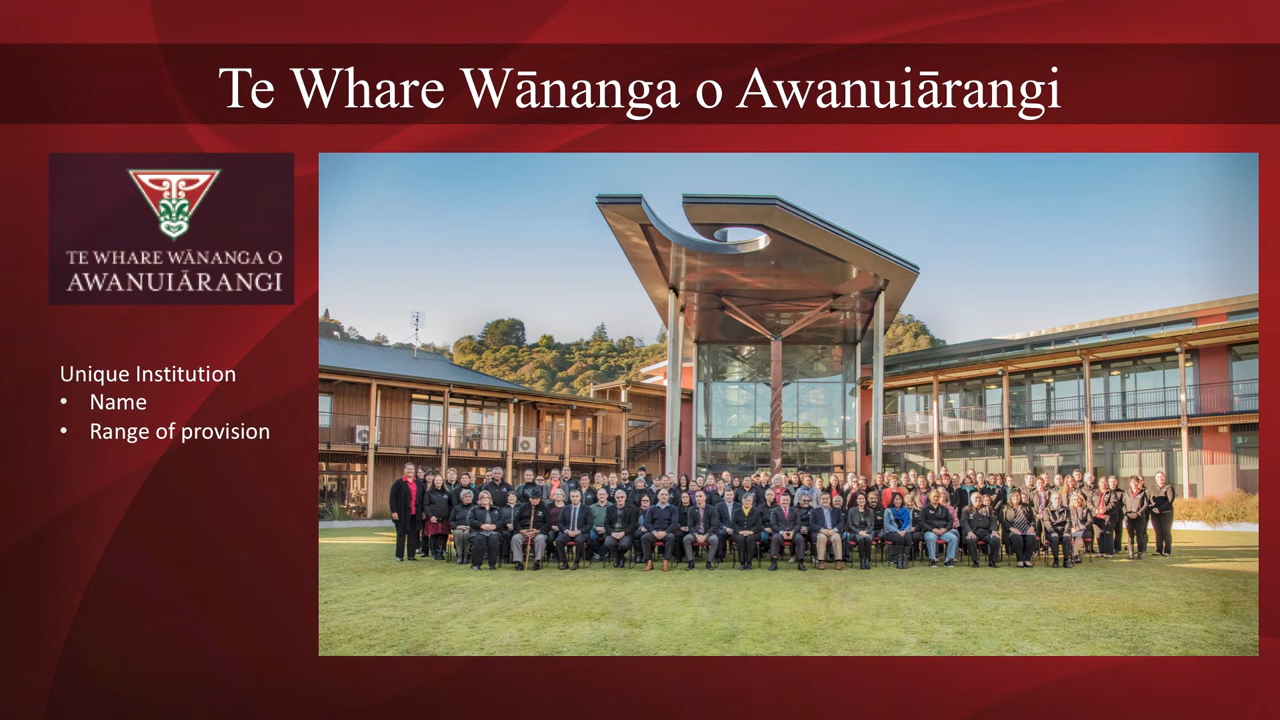 Te Whare Wānanga o Awanuiārangi
TE WHARE WĀNANGA O
AWANUIĀRANGI
Unique Institution
• Name
• Range of provision